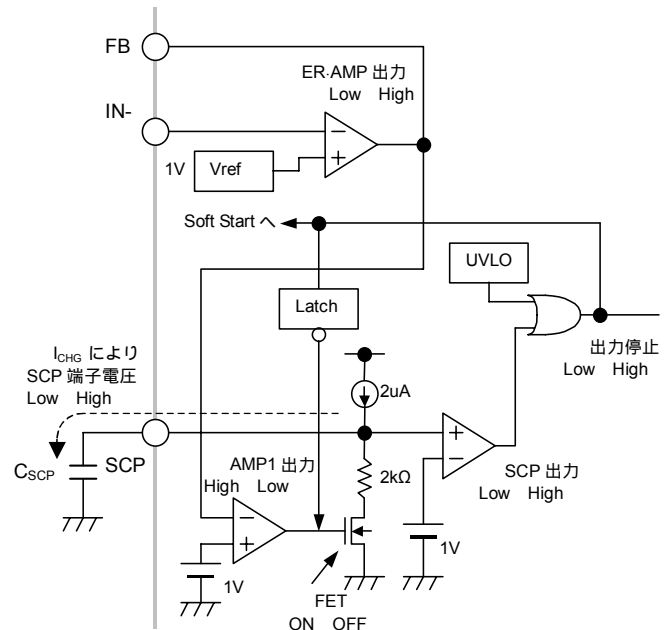 FB
ER-AMP 出力
Low High
IN-
1V
Vref
−
+
Soft Start へ
UVLO
Latch
I_CHG により
SCP 端子電圧
Low High
出力停止
Low High
2uA
C_SCP
SCP
AMP1 出力
High Low
2kΩ
+
−
SCP 出力
Low High
−
+
1V
1V
FET
ON OFF